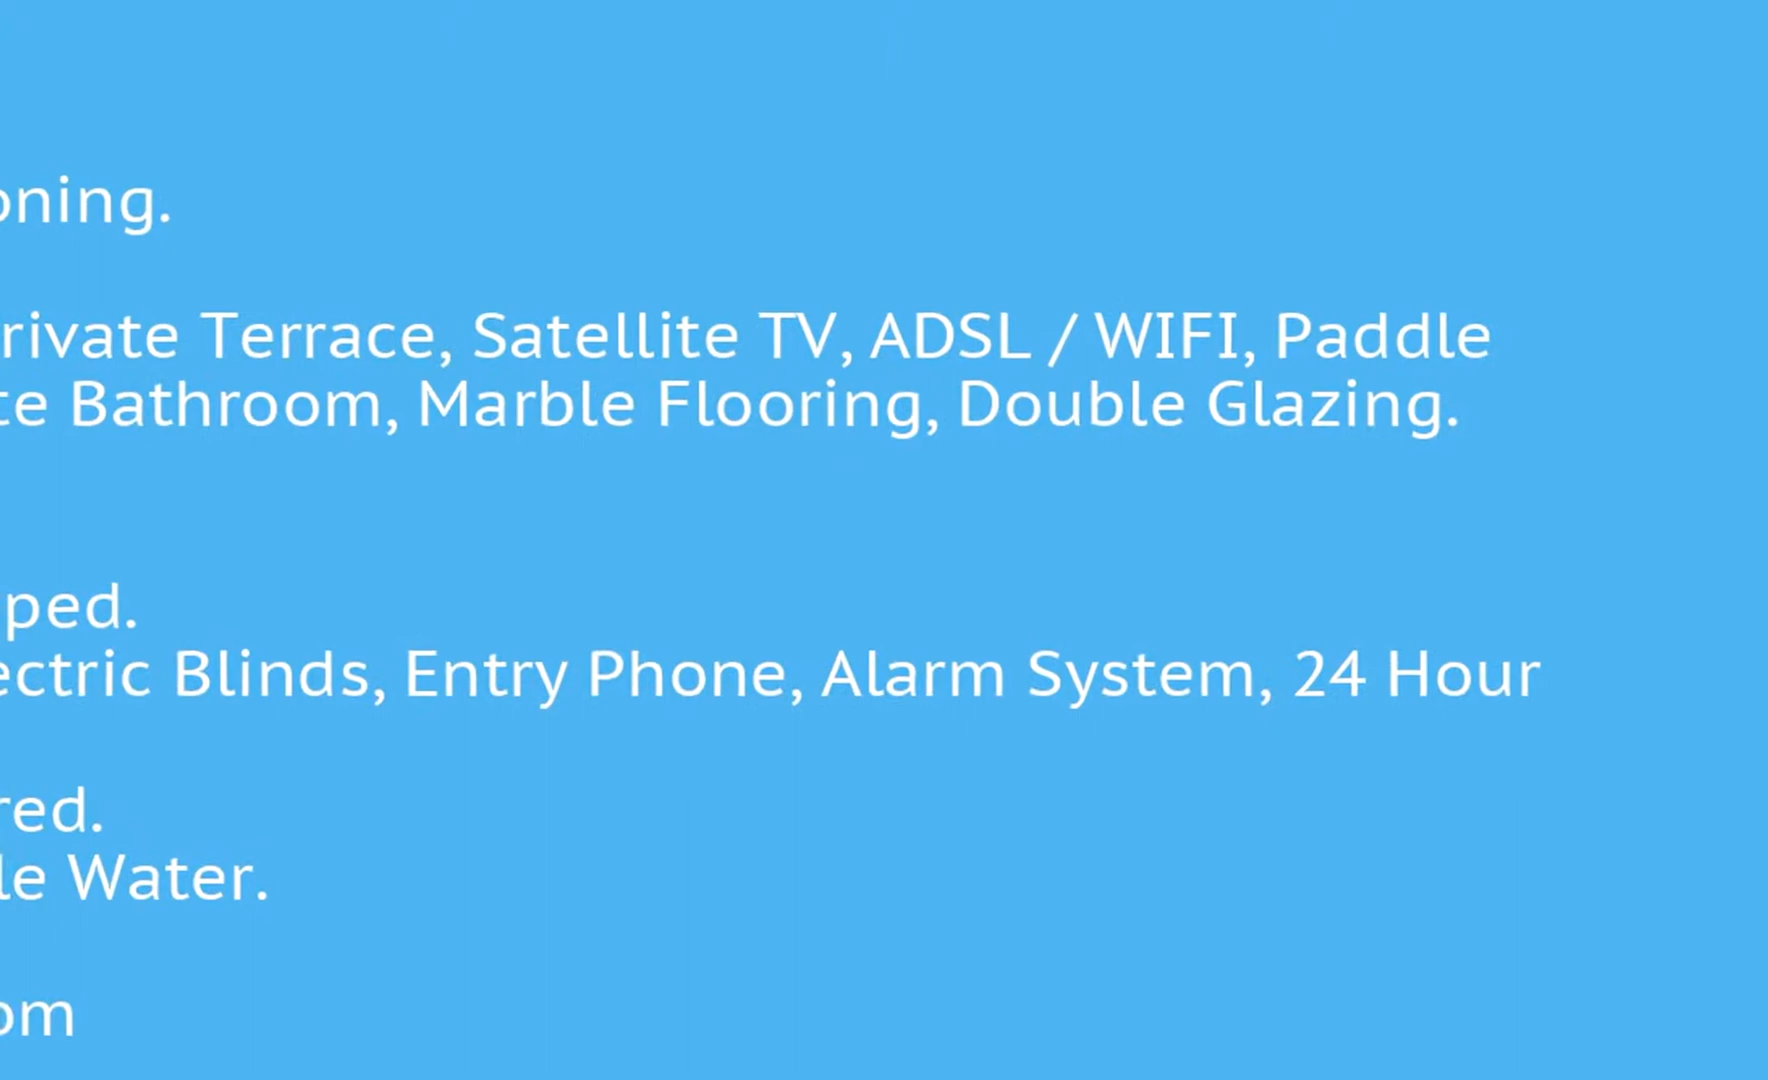 oning.
rivate Terrace, Satellite TV, ADSL / WIFI, Paddle
te Bathroom, Marble Flooring, Double Glazing.
ped.
ectric Blinds, Entry Phone, Alarm System, 24 Hour
red.
le Water.
om